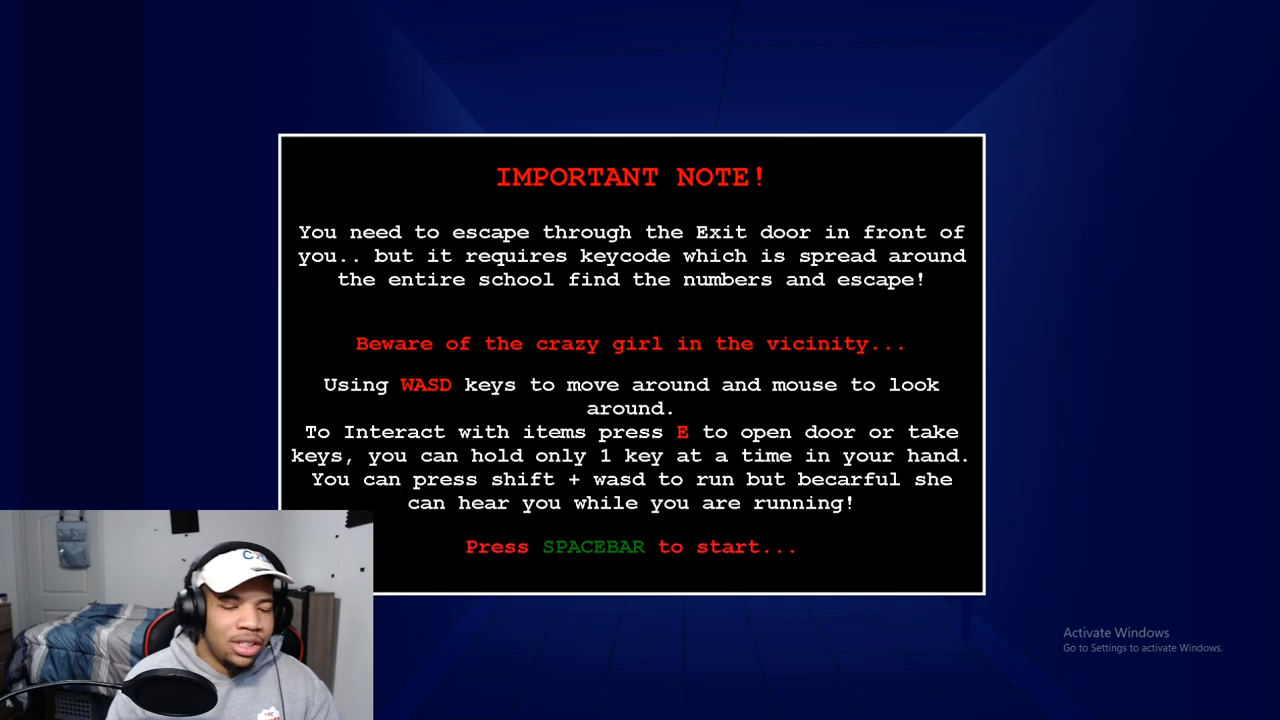 IMPORTANT NOTE!
You need to escape through the Exit door in front of
you.. but it requires keycode which is spread around
the entire school find the numbers and escape!
Beware of the crazy girl in the vicinity...
Using WASD keys to move around and mouse to look
around.
To Interact with items press E to open door or take
keys, you can hold only 1 key at a time in your hand.
You can press shift + wasd to run but becarful she
can hear you while you are running!
Press SPACEBAR to start...
Activate Windows
Go to Settings to activate Windows.